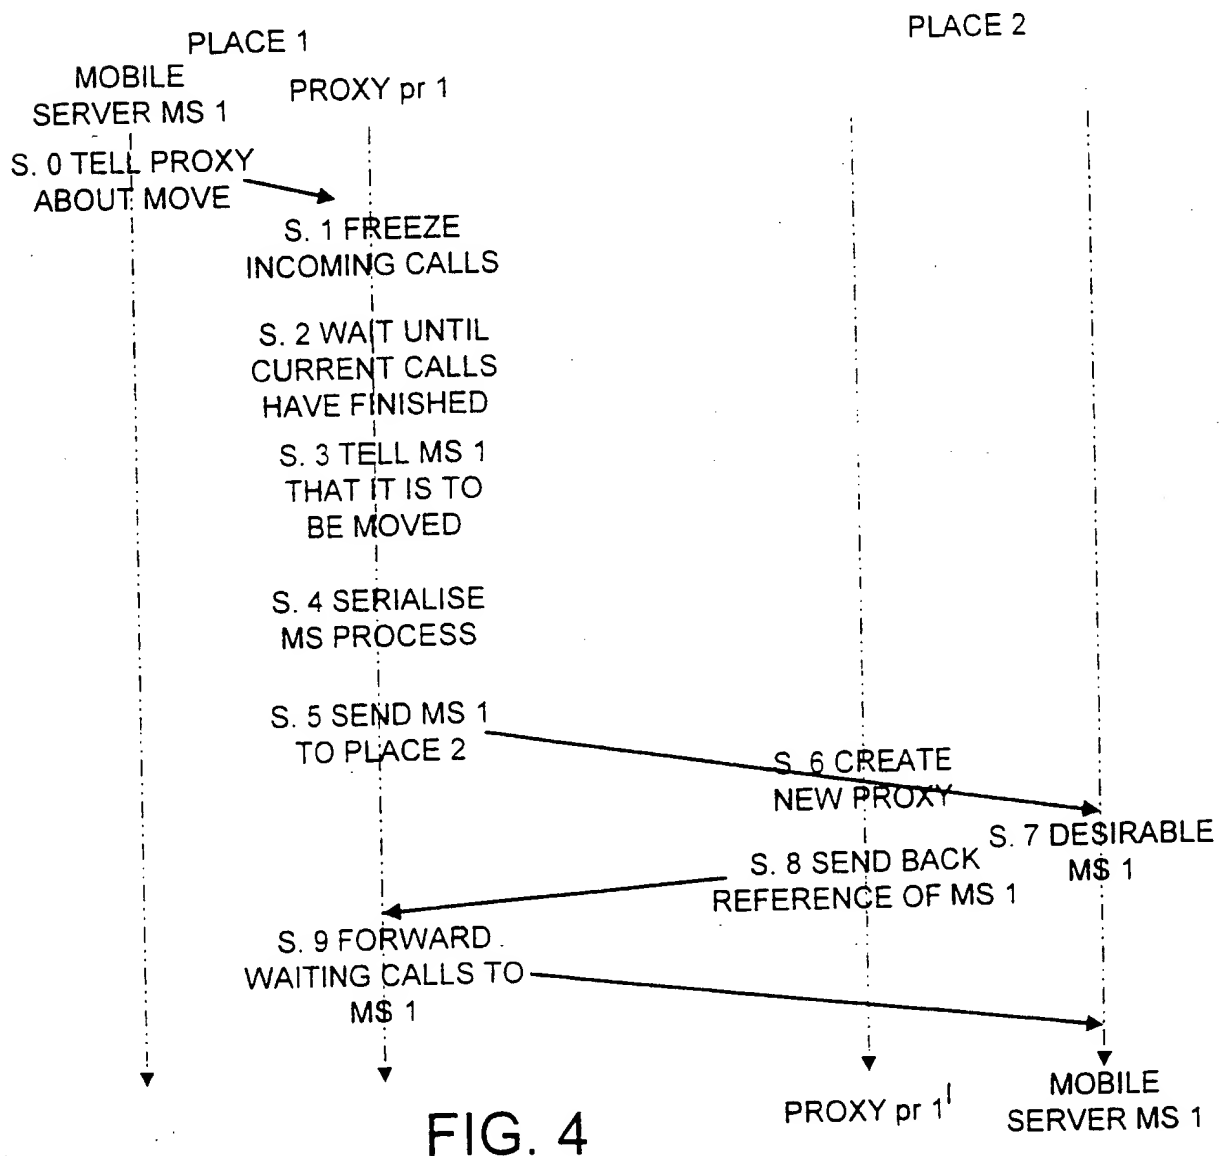 PLACE 1
PLACE 2
MOBILE
SERVER MS 1
PROXY pr 1
S. 0 TELL PROXY
ABOUT MOVE
S. 1 FREEZE
INCOMING CALLS
S. 2 WAIT UNTIL
CURRENT CALLS
HAVE FINISHED
S. 3 TELL MS 1
THAT IT IS TO
BE MOVED
S. 4 SERIALISE
MS PROCESS
S. 5 SEND MS 1
TO PLACE 2
S. 6 CREATE
NEW PROXY
S. 7 DESIRABLE
MS 1
S. 8 SEND BACK
REFERENCE OF MS 1
S. 9 FORWARD
WAITING CALLS TO
MS 1
PROXY pr 1'
MOBILE
SERVER MS 1
FIG. 4